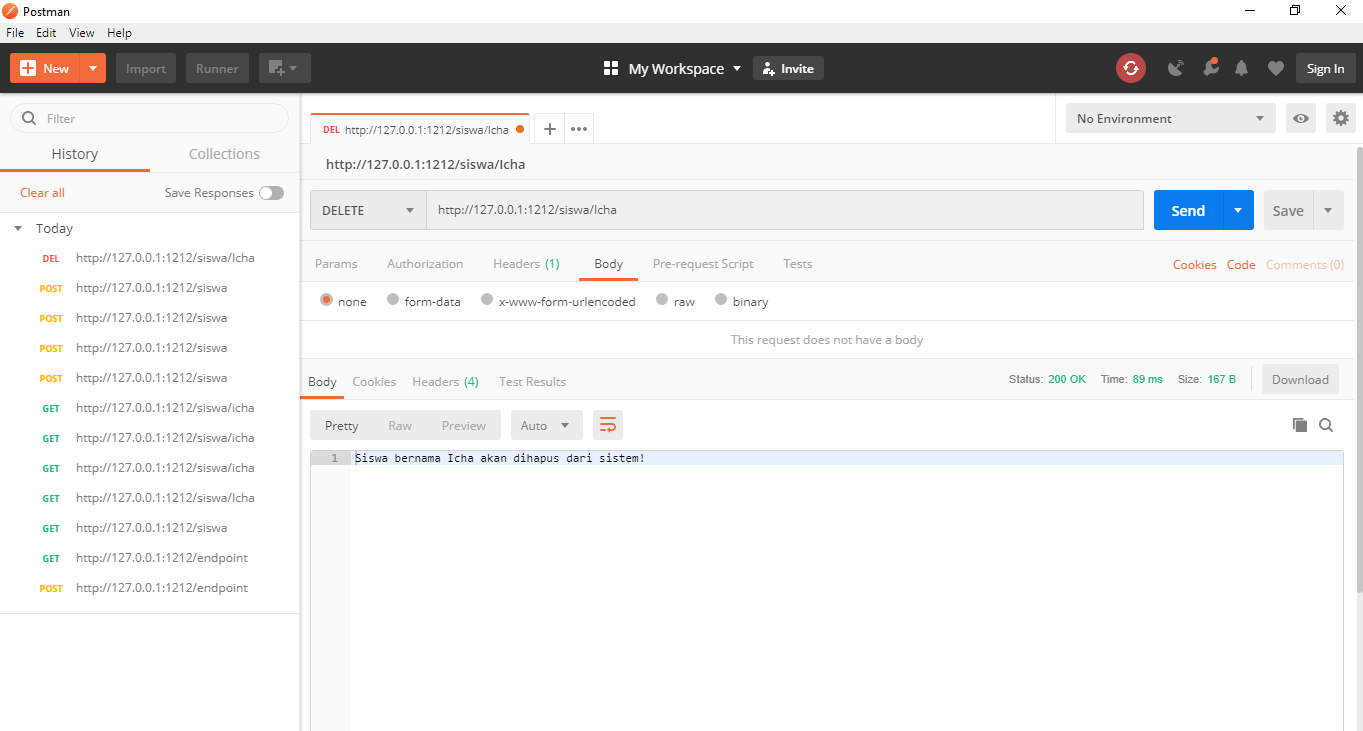 Postman
File Edit View Help
New Import Runner My Workspace Invite Sign In
Filter
History Collections
Clear all Save Responses
Today
DEL http://127.0.0.1:1212/siswa/Icha
POST http://127.0.0.1:1212/siswa
POST http://127.0.0.1:1212/siswa
POST http://127.0.0.1:1212/siswa
POST http://127.0.0.1:1212/siswa
GET http://127.0.0.1:1212/siswa/icha
GET http://127.0.0.1:1212/siswa/icha
GET http://127.0.0.1:1212/siswa/icha
GET http://127.0.0.1:1212/siswa/Icha
GET http://127.0.0.1:1212/siswa
GET http://127.0.0.1:1212/endpoint
POST http://127.0.0.1:1212/endpoint
DEL http://127.0.0.1:1212/siswa/Icha
No Environment
http://127.0.0.1:1212/siswa/Icha
DELETE http://127.0.0.1:1212/siswa/Icha Send Save
Params Authorization Headers (1) Body Pre-request Script Tests Cookies Code Comments (0)
none form-data x-www-form-urlencoded raw binary
This request does not have a body
Body Cookies Headers (4) Test Results Status: 200 OK Time: 89 ms Size: 167 B Download
Pretty Raw Preview Auto
1 Siswa bernama Icha akan dihapus dari sistem!